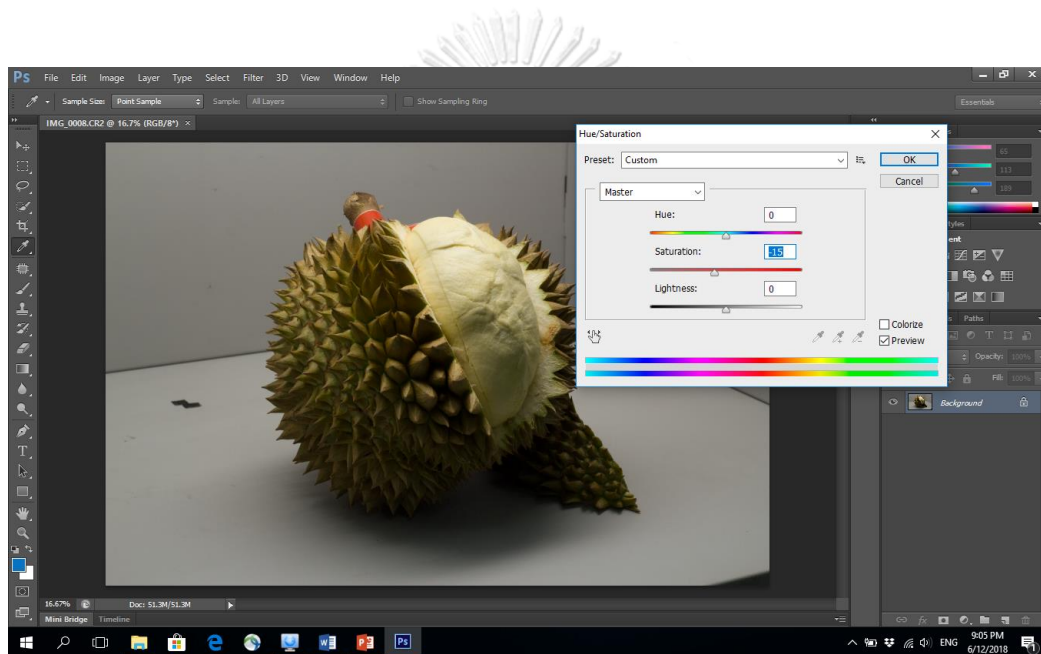 Ps File Edit Image Layer Type Select Filter 3D View Window Help
Sample Size: Point Sample Sample: All Layers Show Sampling Ring Essentials
IMG_0008.CR2 @ 16.7% (RGB/8*) ×
Hue/Saturation
Preset: Custom OK
Cancel
Master
Hue: 0
Saturation: -15
Lightness: 0
Colorize
Preview
65
113
189
Paths
Opacity: 100%
Fill: 100%
Background
16.67% Doc: 51.3M/51.3M
Mini Bridge Timeline
ENG 9:05 PM
6/12/2018